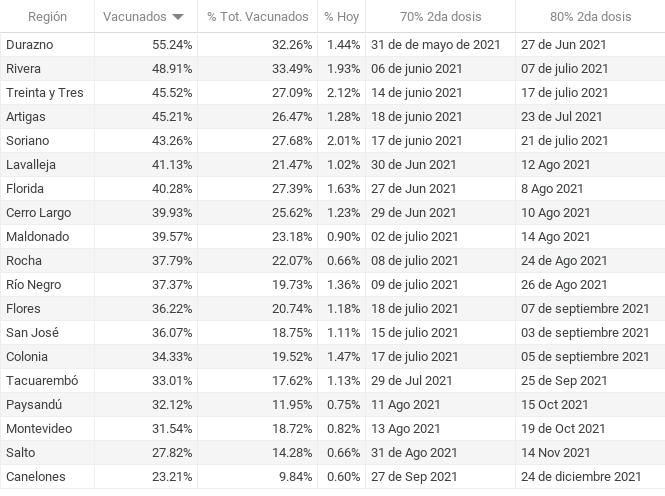 Región Vacunados % Tot. Vacunados % Hoy 70% 2da dosis 80% 2da dosis
Durazno 55.24% 32.26% 1.44% 31 de de mayo de 2021 27 de Jun 2021
Rivera 48.91% 33.49% 1.93% 06 de junio 2021 07 de julio 2021
Treinta y Tres 45.52% 27.09% 2.12% 14 de junio 2021 17 de julio 2021
Artigas 45.21% 26.47% 1.28% 18 de junio 2021 23 de Jul 2021
Soriano 43.26% 27.68% 2.01% 17 de junio 2021 21 de julio 2021
Lavalleja 41.13% 21.47% 1.02% 30 de Jun 2021 12 Ago 2021
Florida 40.28% 27.39% 1.63% 27 de Jun 2021 8 Ago 2021
Cerro Largo 39.93% 25.62% 1.23% 29 de Jun 2021 10 Ago 2021
Maldonado 39.57% 23.18% 0.90% 02 de julio 2021 14 Ago 2021
Rocha 37.79% 22.07% 0.66% 08 de julio 2021 24 de Ago 2021
Río Negro 37.37% 19.73% 1.36% 09 de julio 2021 26 de Ago 2021
Flores 36.22% 20.74% 1.18% 18 de julio 2021 07 de septiembre 2021
San José 36.07% 18.75% 1.11% 15 de julio 2021 03 de septiembre 2021
Colonia 34.33% 19.52% 1.47% 17 de julio 2021 05 de septiembre 2021
Tacuarembó 33.01% 17.62% 1.13% 29 de Jul 2021 25 de Sep 2021
Paysandú 32.12% 11.95% 0.75% 11 Ago 2021 15 Oct 2021
Montevideo 31.54% 18.72% 0.82% 13 Ago 2021 19 de Oct 2021
Salto 27.82% 14.28% 0.66% 31 de Ago 2021 14 Nov 2021
Canelones 23.21% 9.84% 0.60% 27 de Sep 2021 24 de diciembre 2021